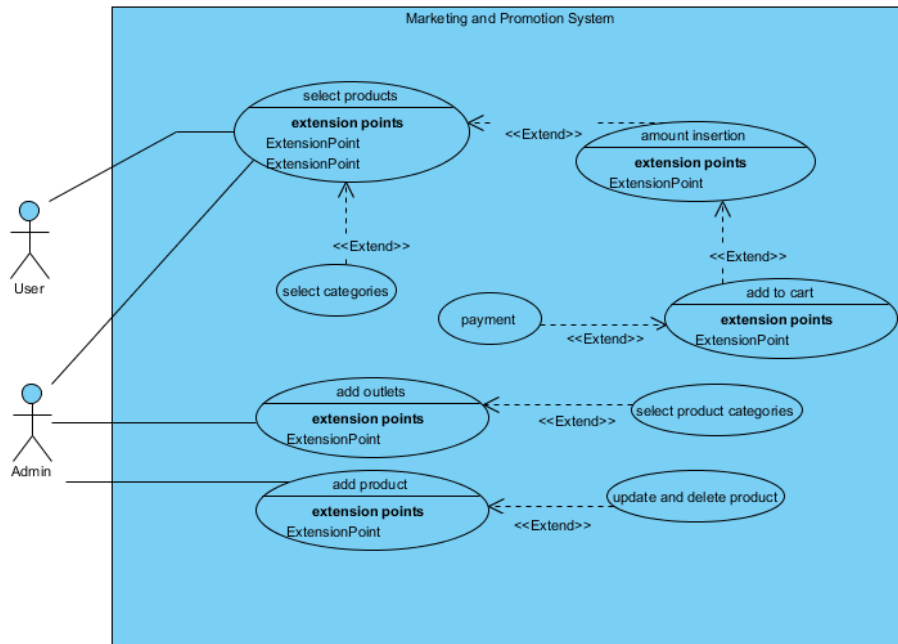 Marketing and Promotion System
select products
extension points
ExtensionPoint
ExtensionPoint
<<Extend>>
amount insertion
extension points
ExtensionPoint
User
<<Extend>>
select categories
<<Extend>>
add to cart
extension points
ExtensionPoint
payment
<<Extend>>
Admin
add outlets
extension points
ExtensionPoint
<<Extend>>
select product categories
add product
extension points
ExtensionPoint
<<Extend>>
update and delete product